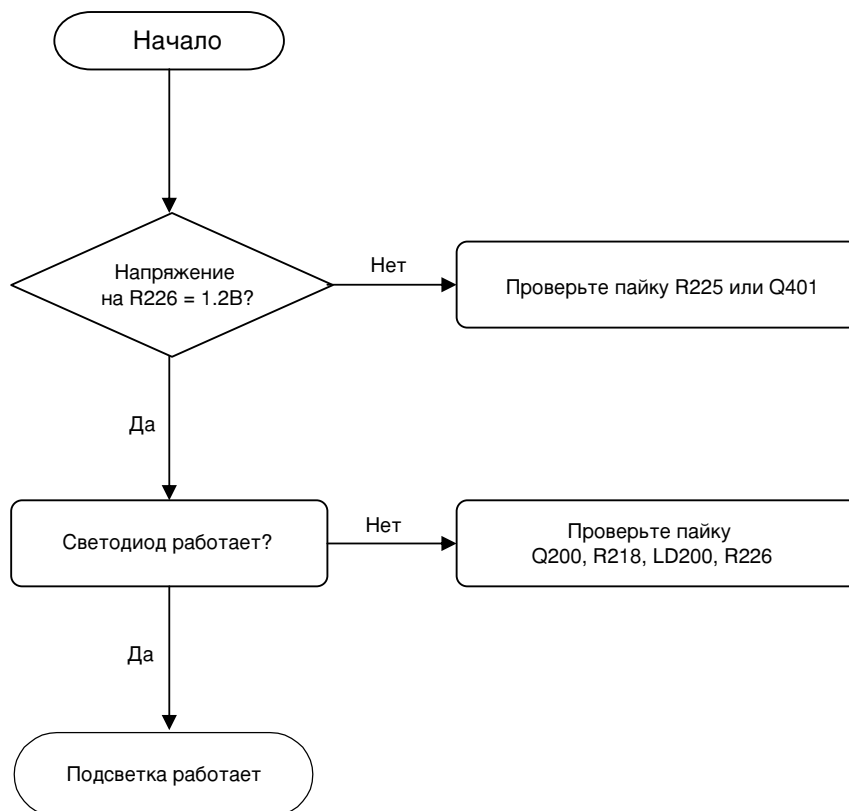 Начало
Напряжение
на R226 = 1.2В?
Нет
Проверьте пайку R225 или Q401
Да
Светодиод работает?
Нет
Проверьте пайку
Q200, R218, LD200, R226
Да
Подсветка работает